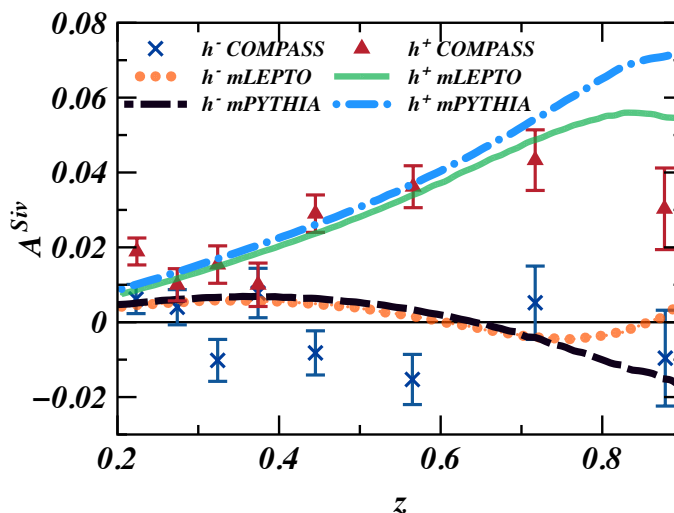 0.08
0.06
0.04
0.02
0
−0.02
A^Siv
h⁻ COMPASS
h⁺ COMPASS
h⁻ mLEPTO
h⁺ mLEPTO
h⁻ mPYTHIA
h⁺ mPYTHIA
0.2 0.4 0.6 0.8
z